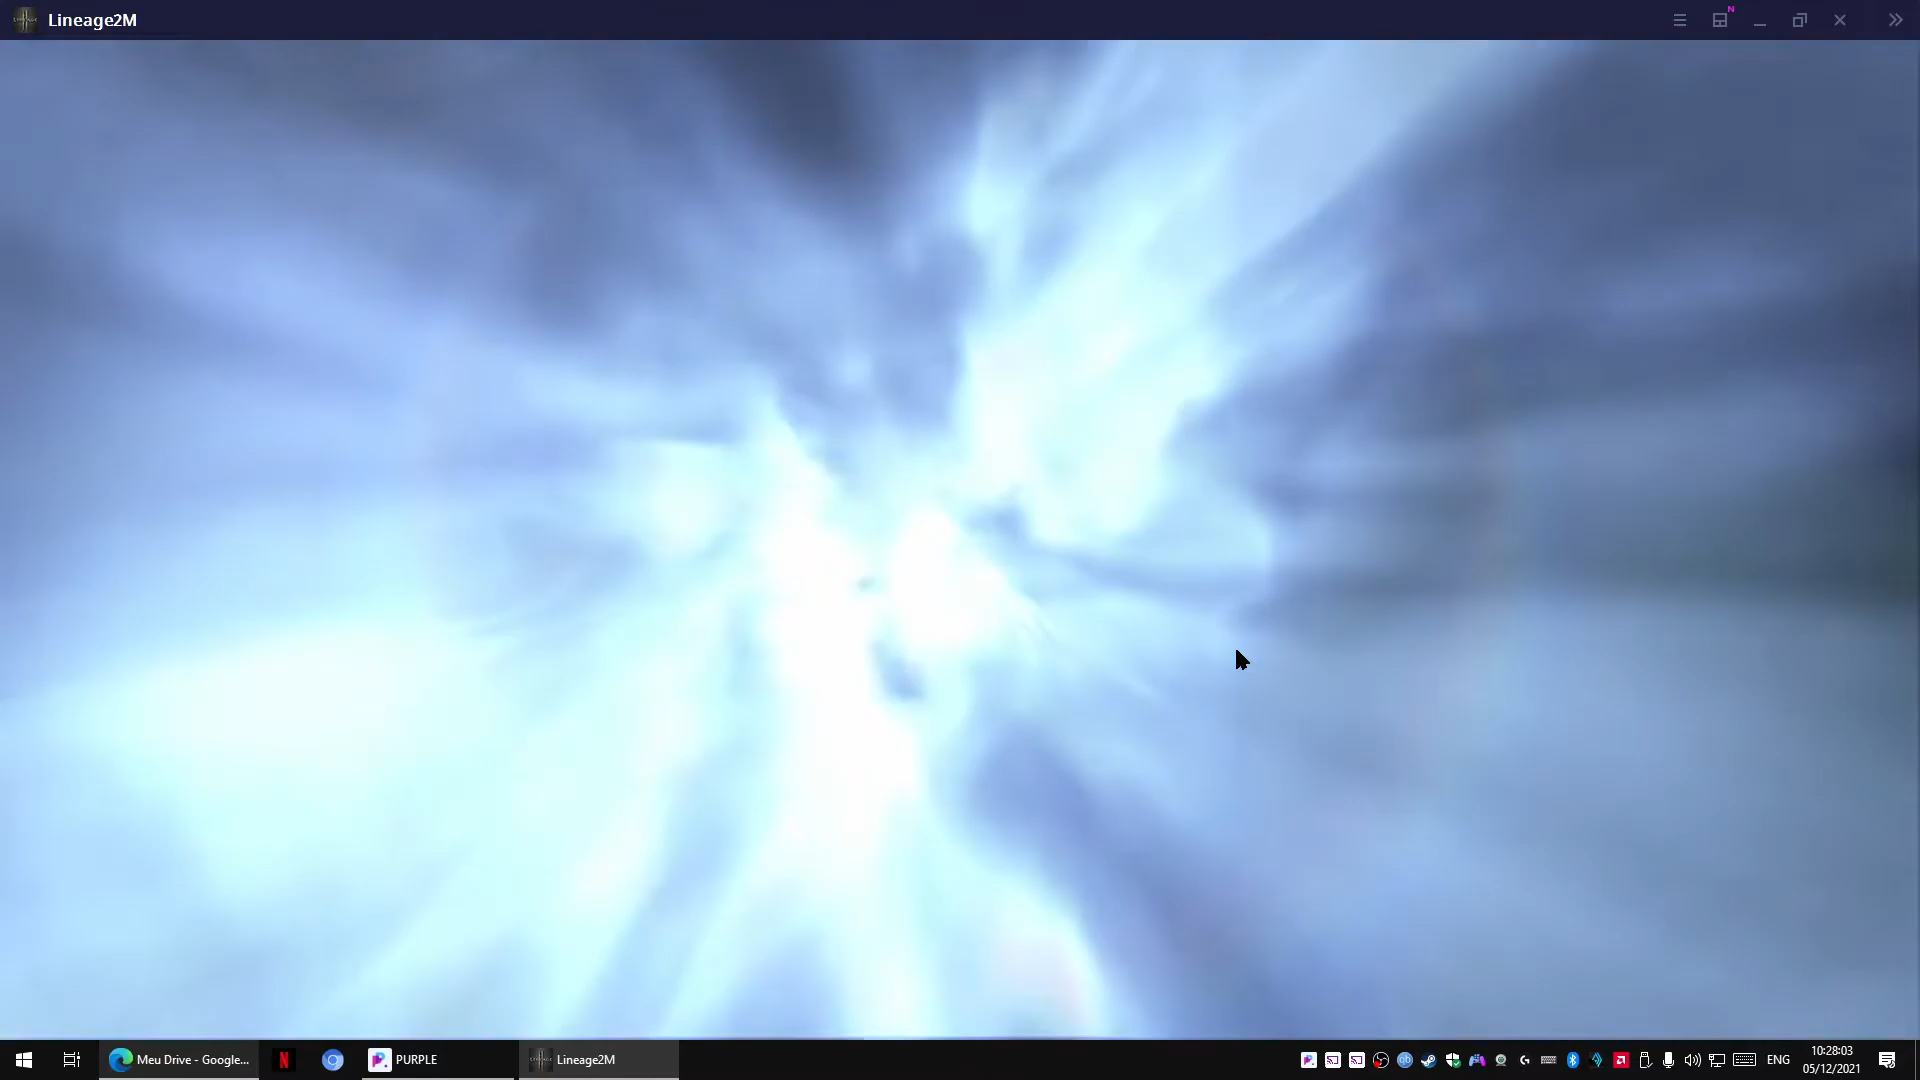 Lineage2M
N
Meu Drive - Google...
PURPLE
Lineage2M
ENG
10:28:03
05/12/2021